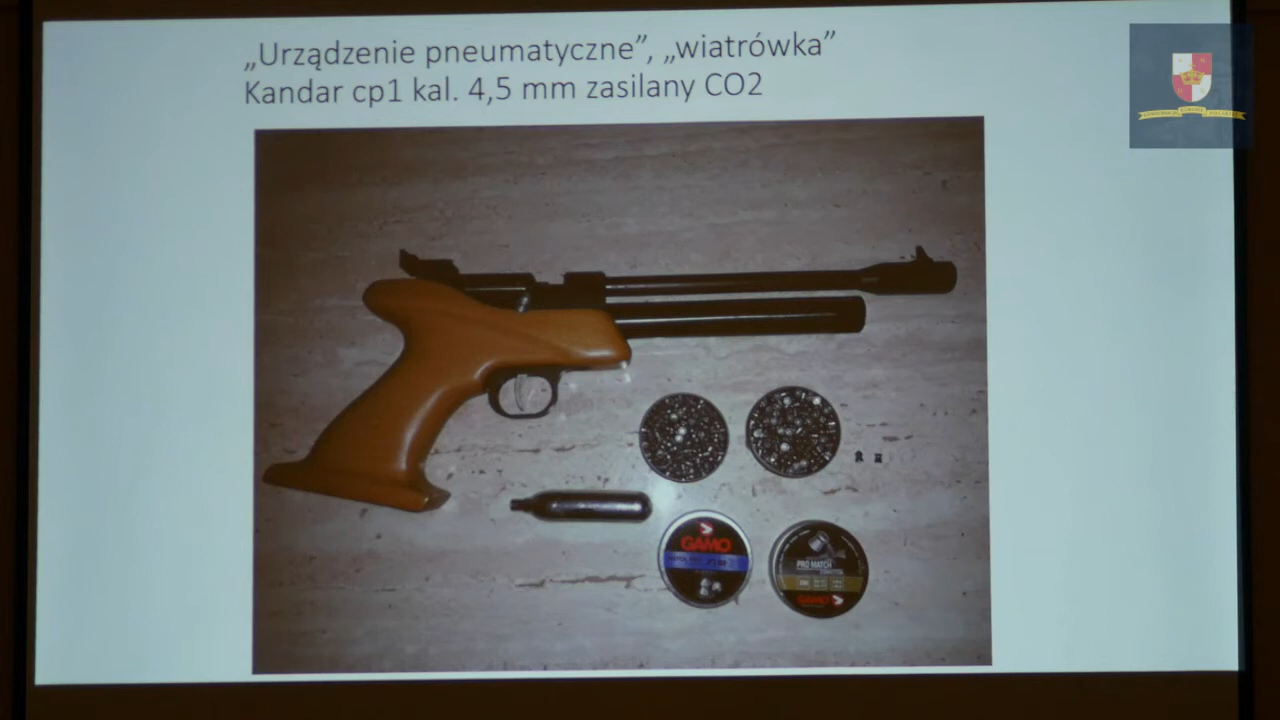 „Urządzenie pneumatyczne”, „wiatrówka”
Kandar cp1 kal. 4,5 mm zasilany CO2
GAMO
PRO MATCH
GAMO